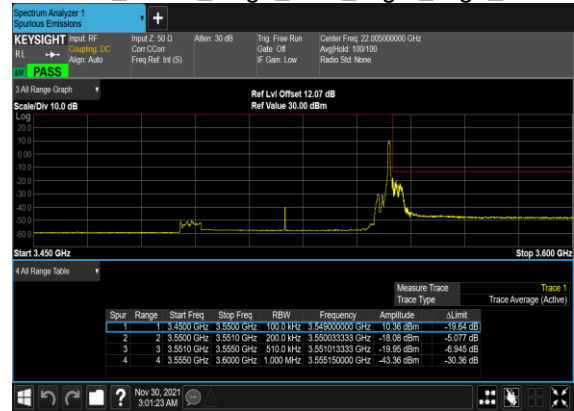 Spectrum Analyzer 1
Spurious Emissions
+
KEYSIGHT Input: RF Input Z: 50 Ω Atten: 30 dB Trig: Free Run Center Freq: 22.005000000 GHz
RL Coupling: DC Corr CCorr Gate: Off Avg|Hold: 100/100
Align: Auto Freq Ref: Int (S) IF Gain: Low Radio Std: None
PASS
3 All Range Graph
Ref Lvl Offset 12.07 dB
Scale/Div 10.0 dB Ref Value 30.00 dBm
Log
20.0
10.0
0.00
-10.0
-20.0
-30.0
-40.0
-50.0
-60.0
Start 3.450 GHz Stop 3.600 GHz
4 All Range Table
Measure Trace Trace 1
Trace Type Trace Average (Active)
Spur Range Start Freq Stop Freq RBW Frequency Amplitude ΔLimit
1 1 3.4500 GHz 3.5500 GHz 100.0 kHz 3.549000000 GHz 10.36 dBm -19.64 dB
2 2 3.5500 GHz 3.5510 GHz 200.0 kHz 3.550033333 GHz -18.08 dBm -5.077 dB
3 3 3.5510 GHz 3.5550 GHz 510.0 kHz 3.551013333 GHz -19.95 dBm -6.945 dB
4 4 3.5550 GHz 3.6000 GHz 1.000 MHz 3.555150000 GHz -43.36 dBm -30.36 dB
? Nov 30, 2021
3:01:23 AM